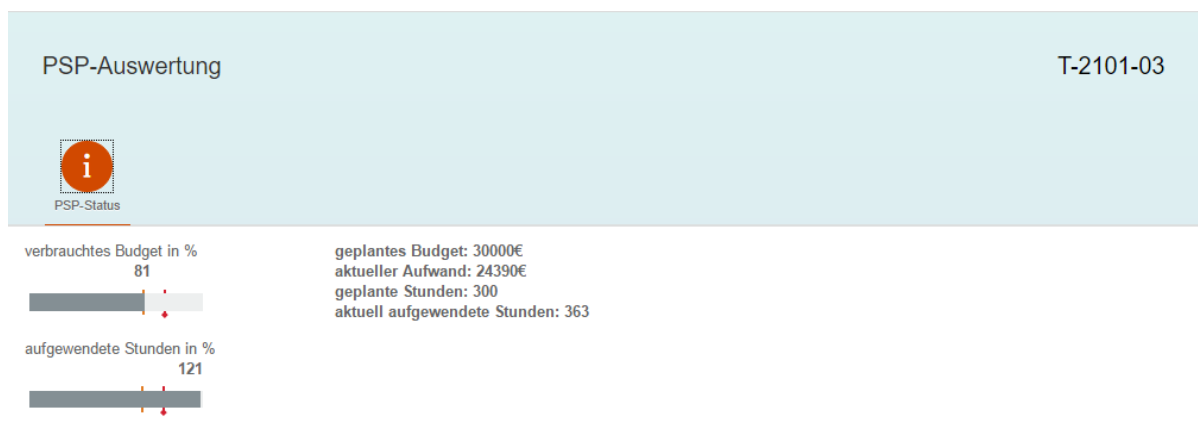 PSP-Auswertung
T-2101-03
i
PSP-Status
verbrauchtes Budget in %
81
geplantes Budget: 30000€
aktueller Aufwand: 24390€
geplante Stunden: 300
aktuell aufgewendete Stunden: 363
aufgewendete Stunden in %
121